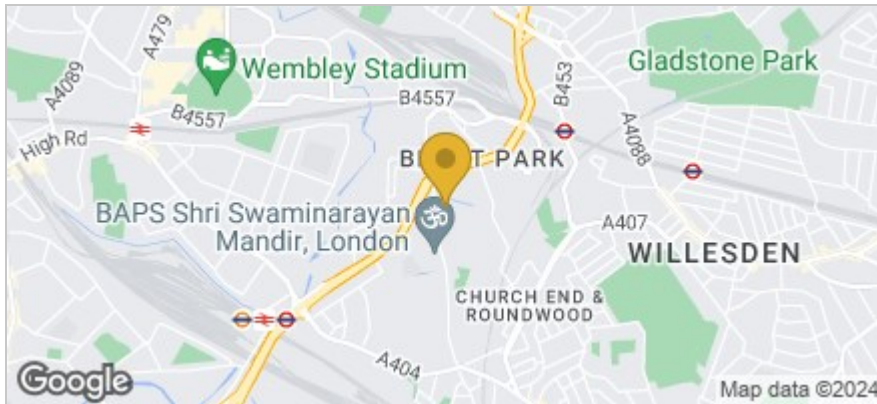 A479
A4089
Wembley Stadium
B4557
B4557
High Rd
B453
Gladstone Park
A4088
PARK
BAPS Shri Swaminarayan
Mandir, London
A407
WILLESDEN
CHURCH END &
ROUNDWOOD
A404
Google
Map data ©2024